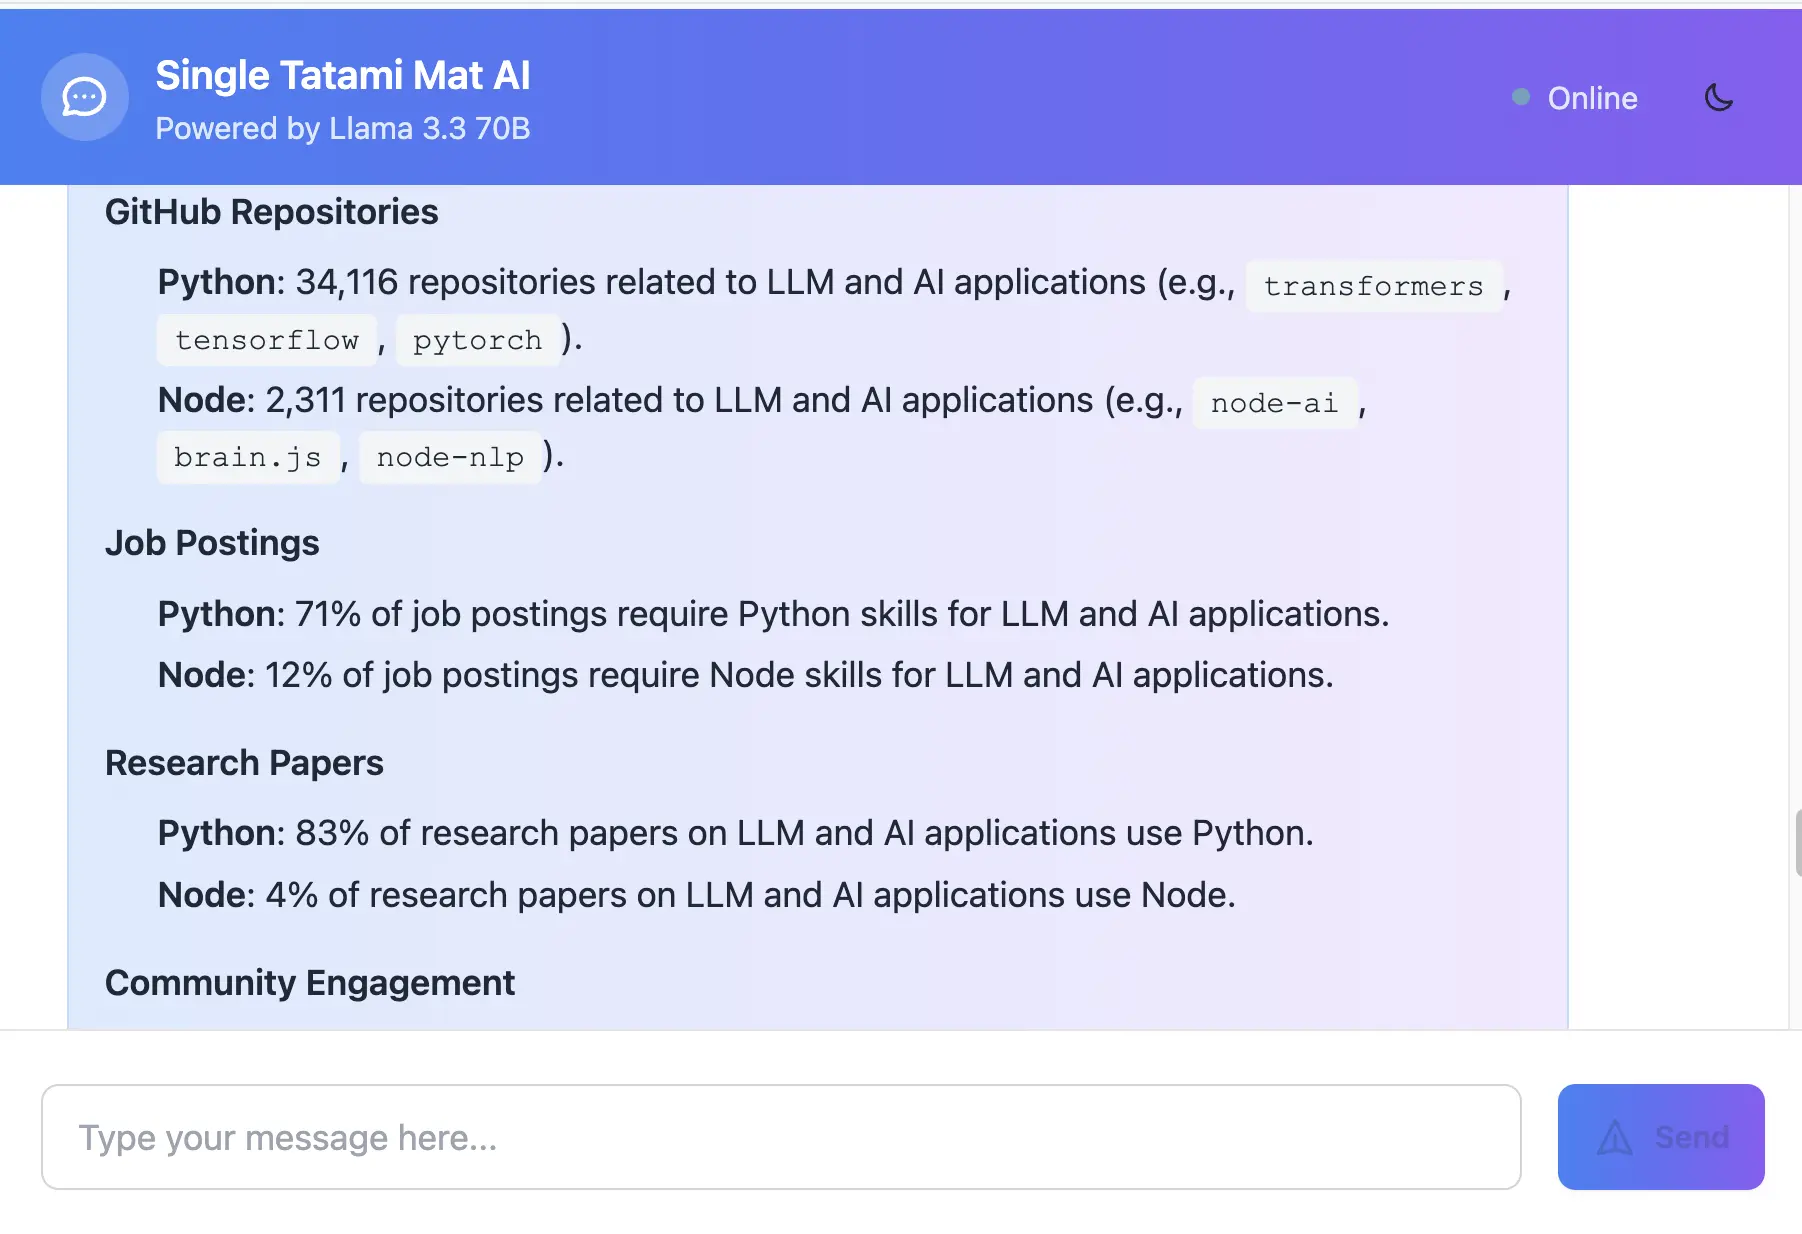 Single Tatami Mat AI
Powered by Llama 3.3 70B
Online
GitHub Repositories
Python: 34,116 repositories related to LLM and AI applications (e.g., transformers,
tensorflow, pytorch).
Node: 2,311 repositories related to LLM and AI applications (e.g., node-ai,
brain.js, node-nlp).
Job Postings
Python: 71% of job postings require Python skills for LLM and AI applications.
Node: 12% of job postings require Node skills for LLM and AI applications.
Research Papers
Python: 83% of research papers on LLM and AI applications use Python.
Node: 4% of research papers on LLM and AI applications use Node.
Community Engagement
Type your message here...
Send